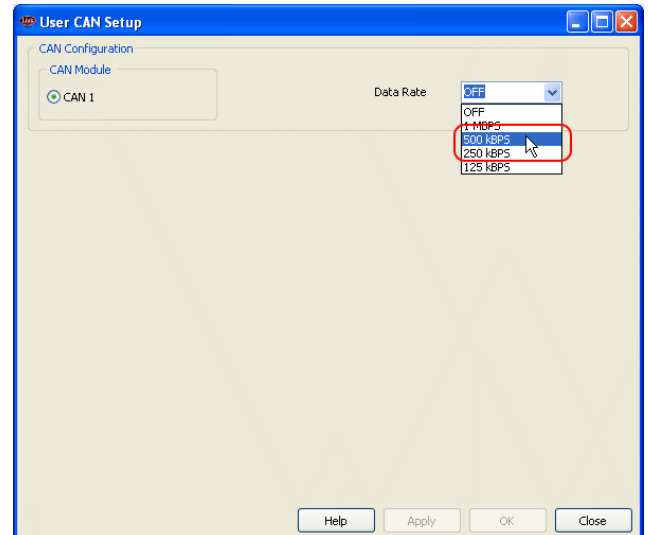 User CAN Setup
CAN Configuration
CAN Module
CAN 1
Data Rate
OFF
OFF
1 MBPS
500 kBPS
250 kBPS
125 kBPS
Help
Apply
OK
Close